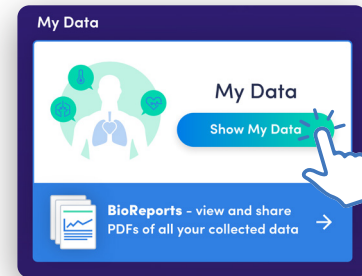 My Data
My Data
Show My Data
BioReports - view and share
PDFs of all your collected data